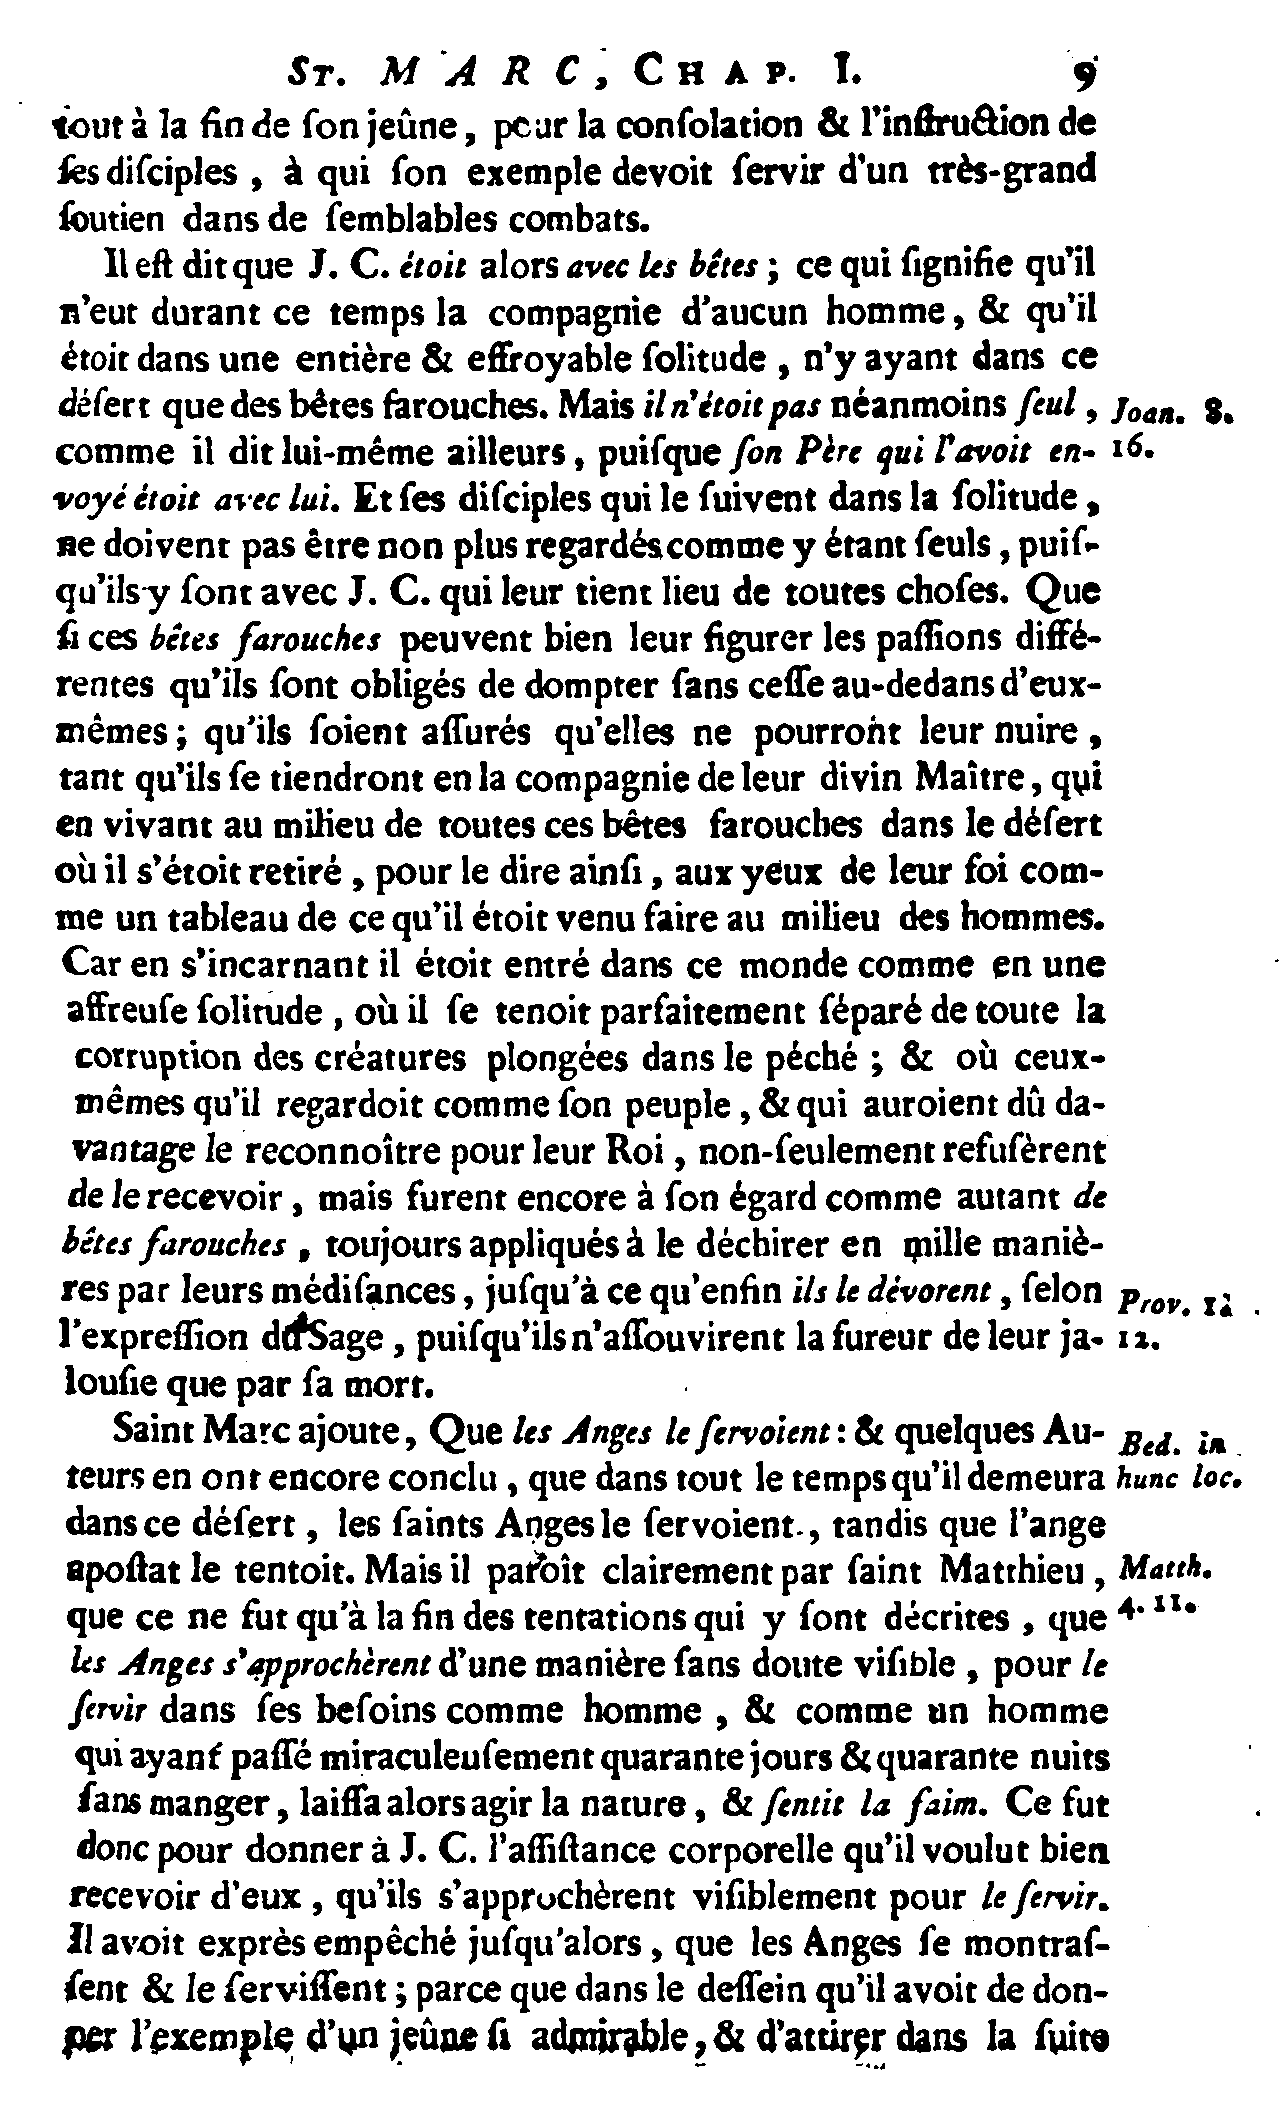 ST. MARC, CHAP. I. 9
tout à la fin de ſon jeûne, pour la conſolation & l'inſtruction de
ſes diſciples, à qui ſon exemple devoit ſervir d'un très-grand
ſoutien dans de ſemblables combats.
Il eſt dit que J. C. étoit alors avec les bêtes; ce qui ſignifie qu'il
n'eut durant ce temps la compagnie d'aucun homme, & qu'il
étoit dans une entière & effroyable ſolitude, n'y ayant dans ce
déſert que des bêtes farouches. Mais il n'étoit pas néanmoins ſeul, Joan. 8.
comme il dit lui-même ailleurs, puiſque ſon Père qui l'avoit en- 16.
voyé étoit avec lui. Et ſes diſciples qui le ſuivent dans la ſolitude,
ne doivent pas être non plus regardés comme y étant ſeuls, puiſ-
qu'ils y ſont avec J. C. qui leur tient lieu de toutes choſes. Que
ſi ces bêtes farouches peuvent bien leur figurer les paſſions diffé-
rentes qu'ils ſont obligés de dompter ſans ceſſe au-dedans d'eux-
mêmes; qu'ils ſoient aſſurés qu'elles ne pourront leur nuire,
tant qu'ils ſe tiendront en la compagnie de leur divin Maître, qui
en vivant au milieu de toutes ces bêtes farouches dans le déſert
où il s'étoit retiré, pour le dire ainſi, aux yeux de leur foi com-
me un tableau de ce qu'il étoit venu faire au milieu des hommes.
Car en s'incarnant il étoit entré dans ce monde comme en une
affreuſe ſolitude, où il ſe tenoit parfaitement ſéparé de toute la
corruption des créatures plongées dans le péché; & où ceux-
mêmes qu'il regardoit comme ſon peuple, & qui auroient dû da-
vantage le reconnoître pour leur Roi, non-ſeulement refuſèrent
de le recevoir, mais furent encore à ſon égard comme autant de
bêtes farouches, toujours appliqués à le déchirer en mille maniè-
res par leurs médiſances, juſqu'à ce qu'enfin ils le dévorent, ſelon Prov. 1.
l'expreſſion du Sage, puiſqu'ils n'aſſouvirent la fureur de leur ja- 12.
louſie que par ſa mort.
Saint Marc ajoute, Que les Anges le ſervoient: & quelques Au- Bed. in
teurs en ont encore conclu, que dans tout le temps qu'il demeura hunc loc.
dans ce déſert, les ſaints Anges le ſervoient, tandis que l'ange
apoſtat le tentoit. Mais il paroît clairement par ſaint Matthieu, Matth.
que ce ne fut qu'à la fin des tentations qui y ſont décrites, que 4. 11.
les Anges s'approchèrent d'une manière ſans doute viſible, pour le
ſervir dans ſes beſoins comme homme, & comme un homme
qui ayant paſſé miraculeuſement quarante jours & quarante nuits
ſans manger, laiſſa alors agir la nature, & ſentit la faim. Ce fut
donc pour donner à J. C. l'aſſiſtance corporelle qu'il voulut bien
recevoir d'eux, qu'ils s'approchèrent viſiblement pour le ſervir.
Il avoit exprès empêché juſqu'alors, que les Anges ſe montraſ-
ſent & le ſerviſſent; parce que dans le deſſein qu'il avoit de don-
ner l'exemple d'un jeûne ſi admirable, & d'attirer dans la ſuite